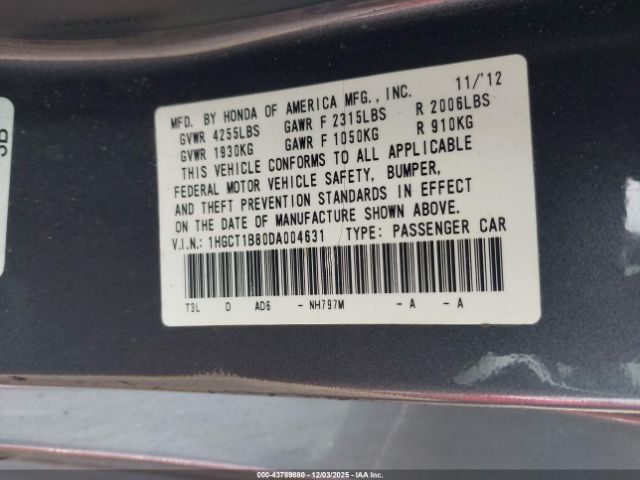 MFD. BY HONDA OF AMERICA MFG., INC. 11/'12
GVWR 4255LBS GAWR F 2315LBS R 2006LBS
GVWR 1930KG GAWR F 1050KG R 910KG
THIS VEHICLE CONFORMS TO ALL APPLICABLE
FEDERAL MOTOR VEHICLE SAFETY, BUMPER,
AND THEFT PREVENTION STANDARDS IN EFFECT
ON THE DATE OF MANUFACTURE SHOWN ABOVE.
V.I.N.: 1HGCT1B80DA004631 TYPE: PASSENGER CAR
T3L D AD6 - NH797M - A - A
000-43789880 - 12/03/2025 - IAA Inc.